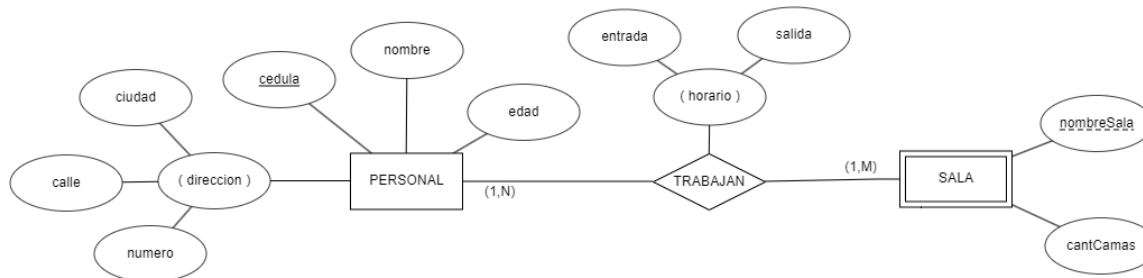 entrada
salida
nombre
cedula
( horario )
ciudad
edad
nombreSala
calle
( direccion )
PERSONAL
(1,N)
TRABAJAN
(1,M)
SALA
numero
cantCamas